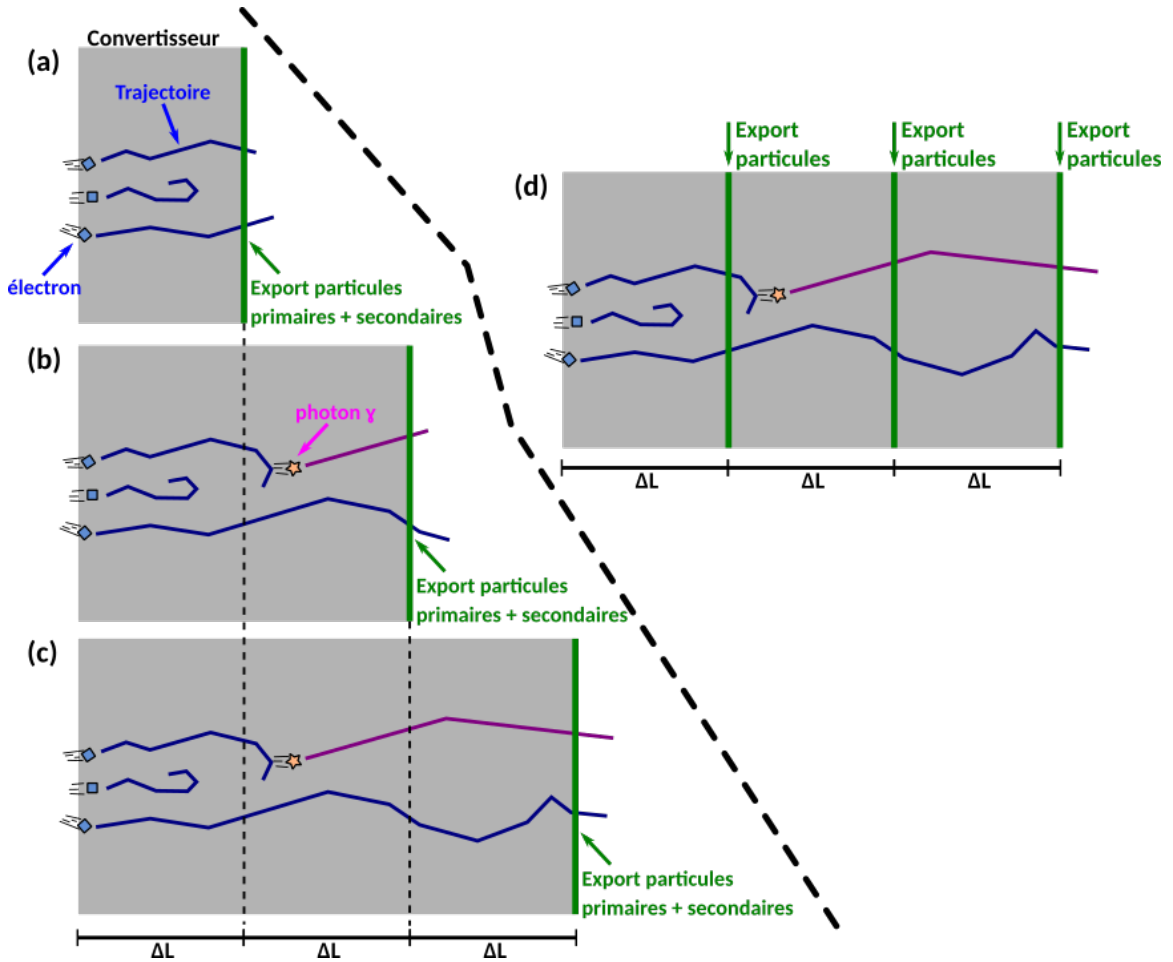 Convertisseur
(a)
Trajectoire
électron
Export particules
primaires + secondaires
(b)
photon ɣ
Export particules
primaires + secondaires
(c)
Export particules
primaires + secondaires
ΔL
ΔL
ΔL
(d)
Export
particules
Export
particules
Export
particules
ΔL
ΔL
ΔL